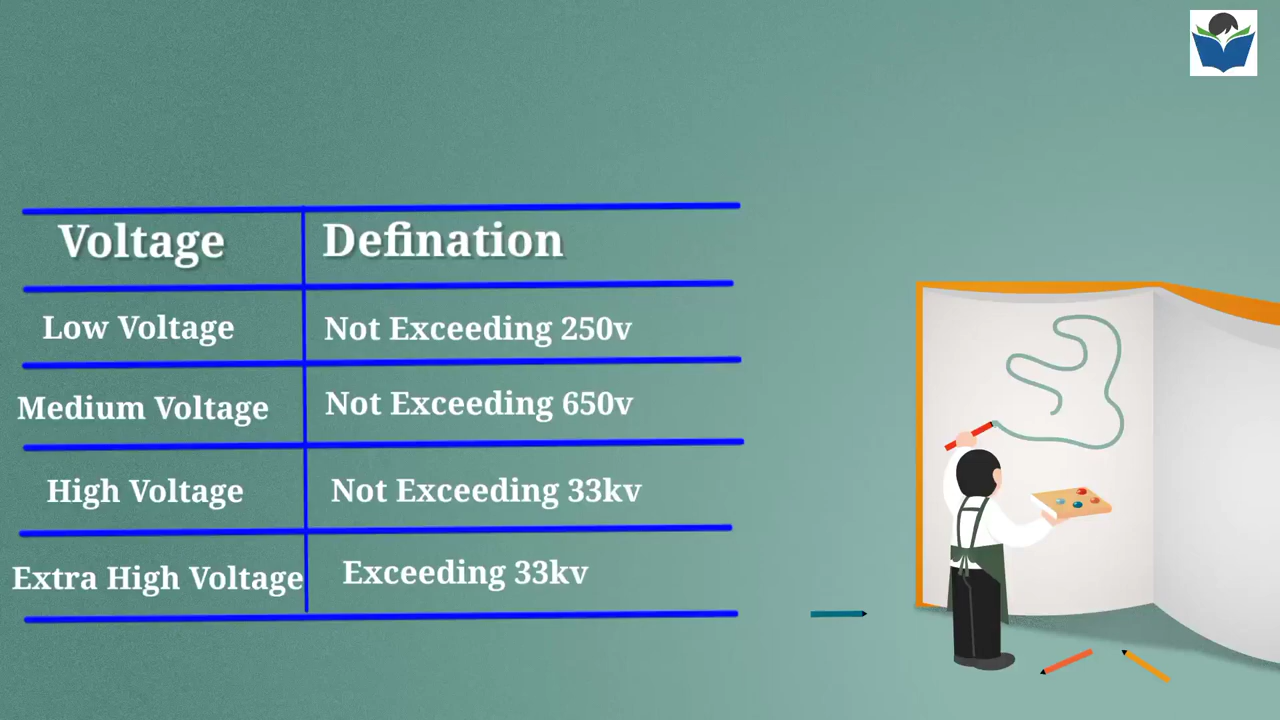 Voltage Defination
Low Voltage Not Exceeding 250v
Medium Voltage Not Exceeding 650v
High Voltage Not Exceeding 33kv
Extra High Voltage Exceeding 33kv